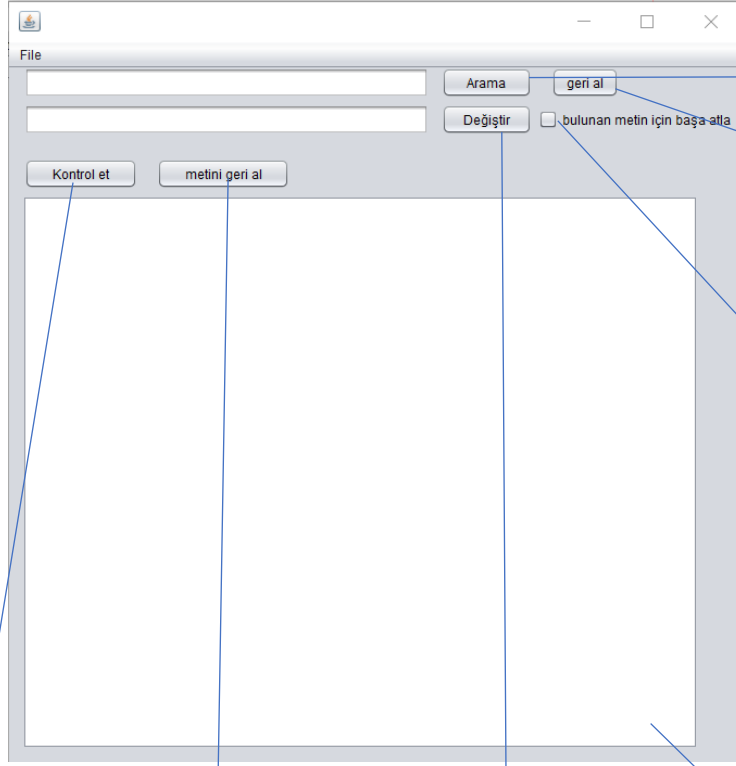 File
Arama geri al
Değiştir bulunan metin için başa atla
Kontrol et metini geri al